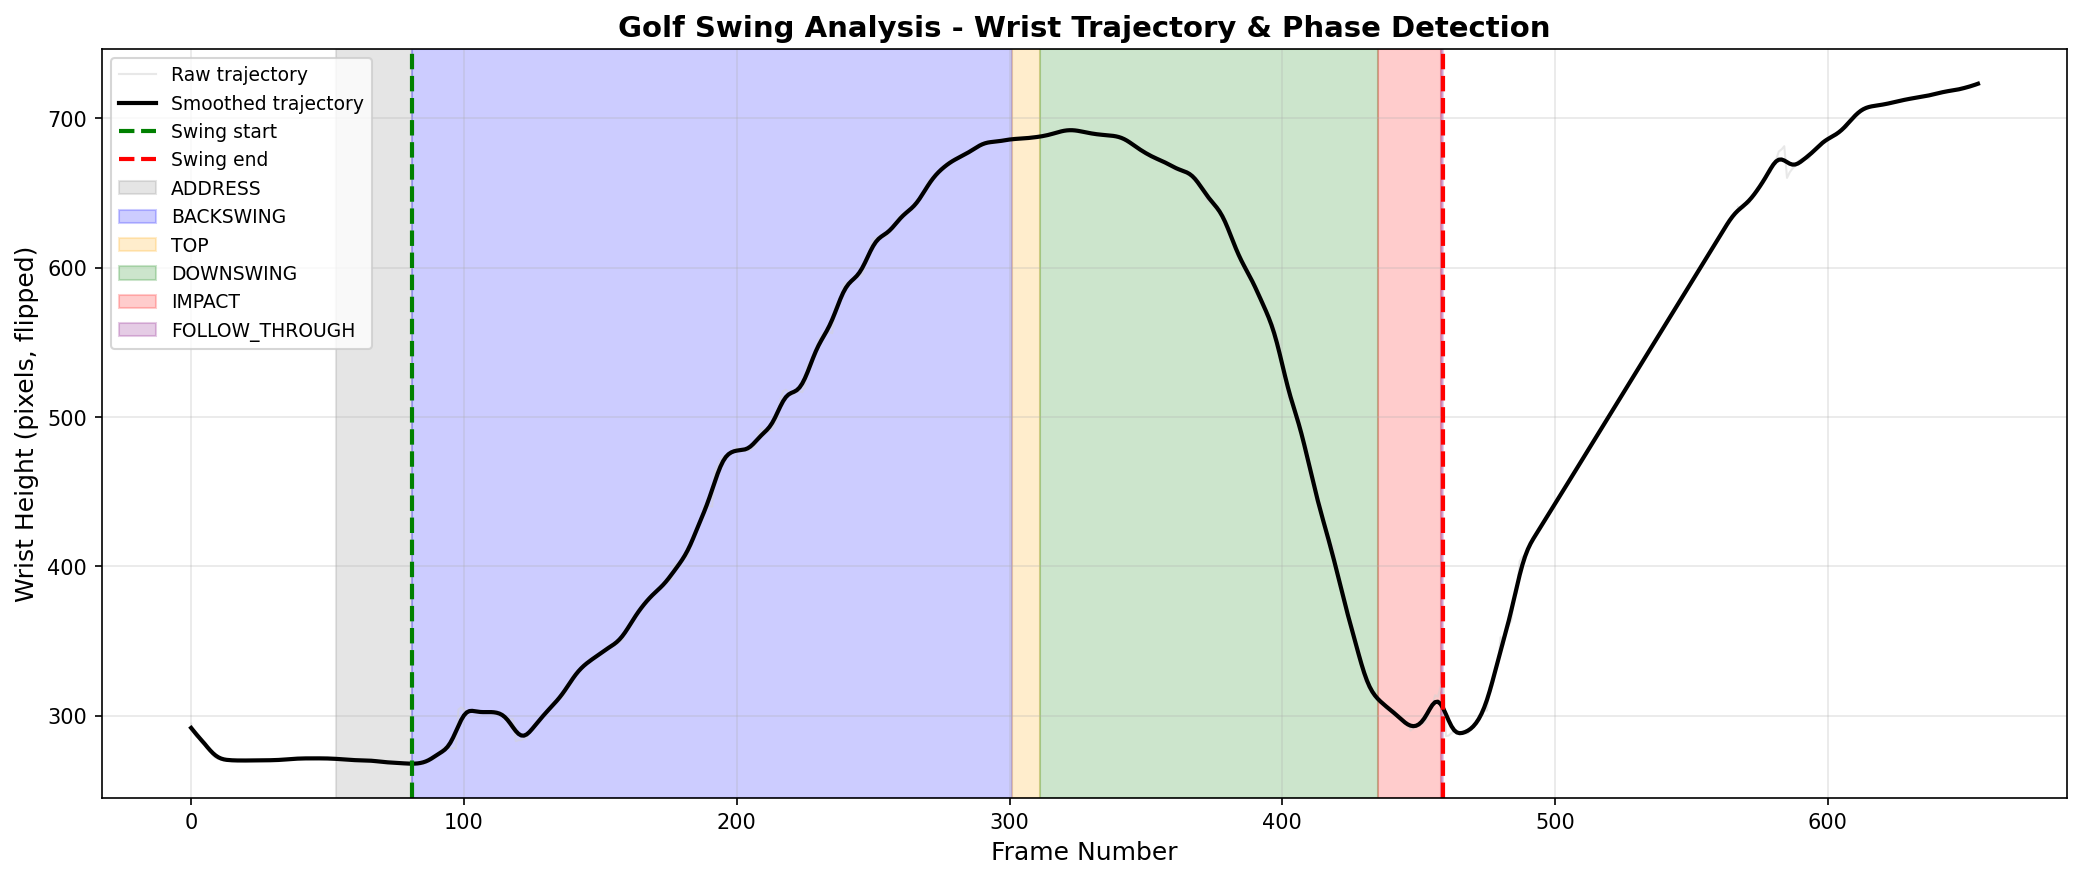 Golf Swing Analysis - Wrist Trajectory & Phase Detection
Raw trajectory
Smoothed trajectory
Swing start
Swing end
ADDRESS
BACKSWING
TOP
DOWNSWING
IMPACT
FOLLOW_THROUGH
Wrist Height (pixels, flipped)
700
600
500
400
300
0 100 200 300 400 500 600
Frame Number